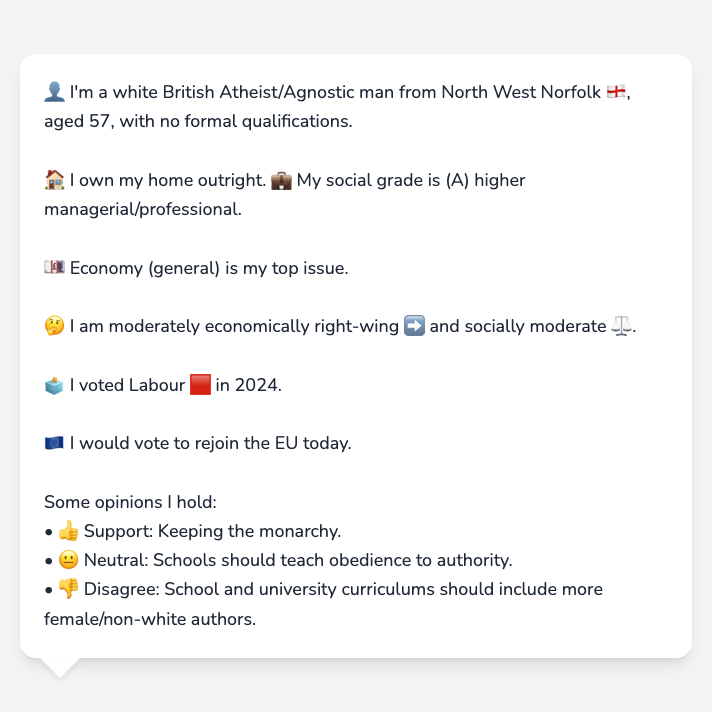 👤 I'm a white British Atheist/Agnostic man from North West Norfolk 🏴󠁧󠁢󠁥󠁮󠁧󠁿,
aged 57, with no formal qualifications.
🏠 I own my home outright. 💼 My social grade is (A) higher
managerial/professional.
💷 Economy (general) is my top issue.
🤔 I am moderately economically right-wing ➡️ and socially moderate ⚖️.
🗳️ I voted Labour 🟥 in 2024.
🇪🇺 I would vote to rejoin the EU today.
Some opinions I hold:
• 👍 Support: Keeping the monarchy.
• 😐 Neutral: Schools should teach obedience to authority.
• 👎 Disagree: School and university curriculums should include more
female/non-white authors.